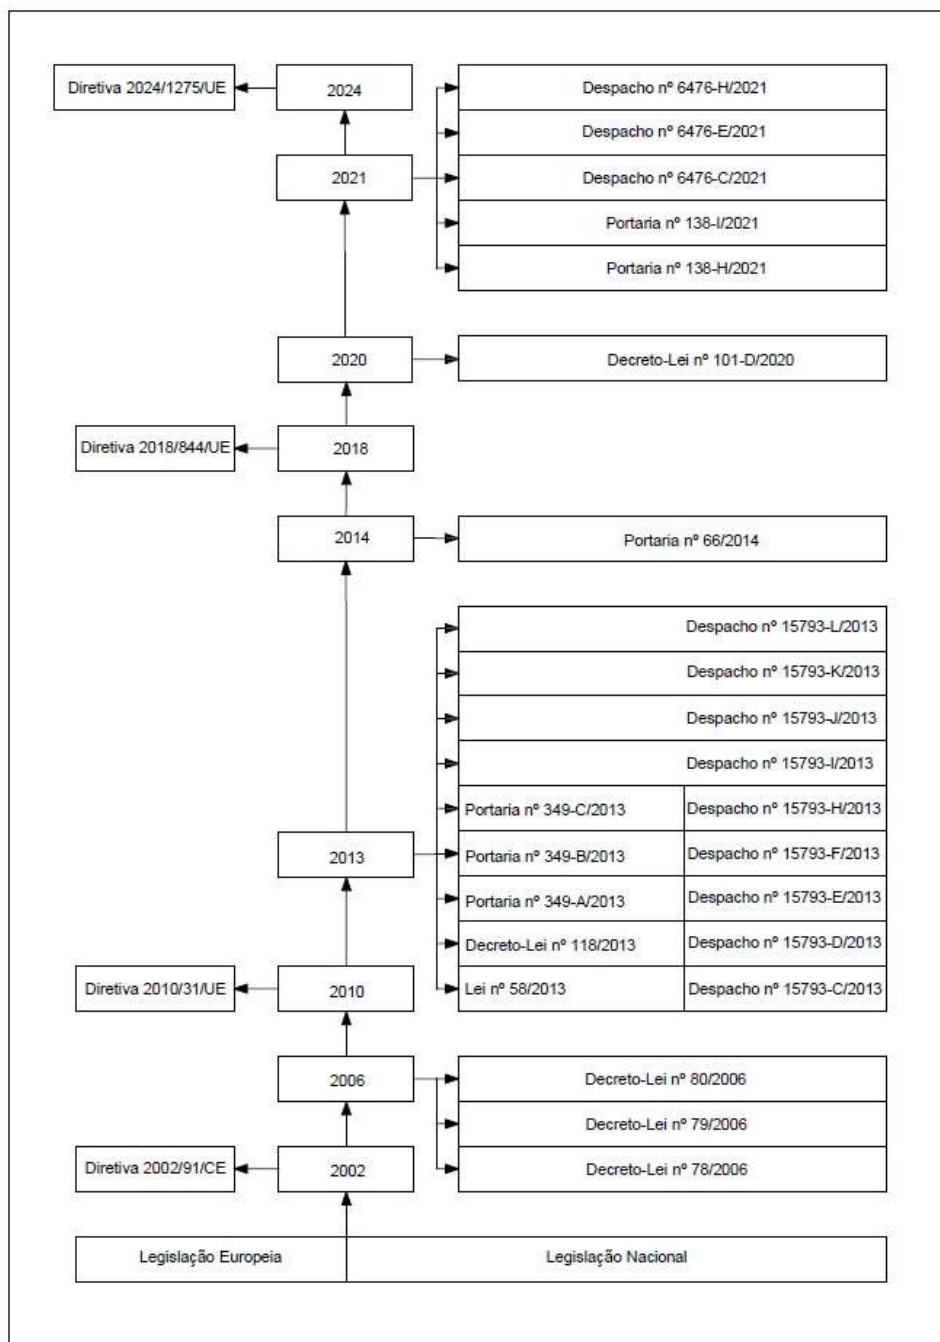 Diretiva 2024/1275/UE
2024
Despacho nº 6476-H/2021
Despacho nº 6476-E/2021
2021
Despacho nº 6476-C/2021
Portaria nº 138-I/2021
Portaria nº 138-H/2021
2020
Decreto-Lei nº 101-D/2020
Diretiva 2018/844/UE
2018
2014
Portaria nº 66/2014
Despacho nº 15793-L/2013
Despacho nº 15793-K/2013
Despacho nº 15793-J/2013
Despacho nº 15793-I/2013
Portaria nº 349-C/2013
Despacho nº 15793-H/2013
2013
Portaria nº 349-B/2013
Despacho nº 15793-F/2013
Portaria nº 349-A/2013
Despacho nº 15793-E/2013
Decreto-Lei nº 118/2013
Despacho nº 15793-D/2013
Diretiva 2010/31/UE
2010
Lei nº 58/2013
Despacho nº 15793-C/2013
2006
Decreto-Lei nº 80/2006
Decreto-Lei nº 79/2006
Diretiva 2002/91/CE
2002
Decreto-Lei nº 78/2006
Legislação Europeia
Legislação Nacional